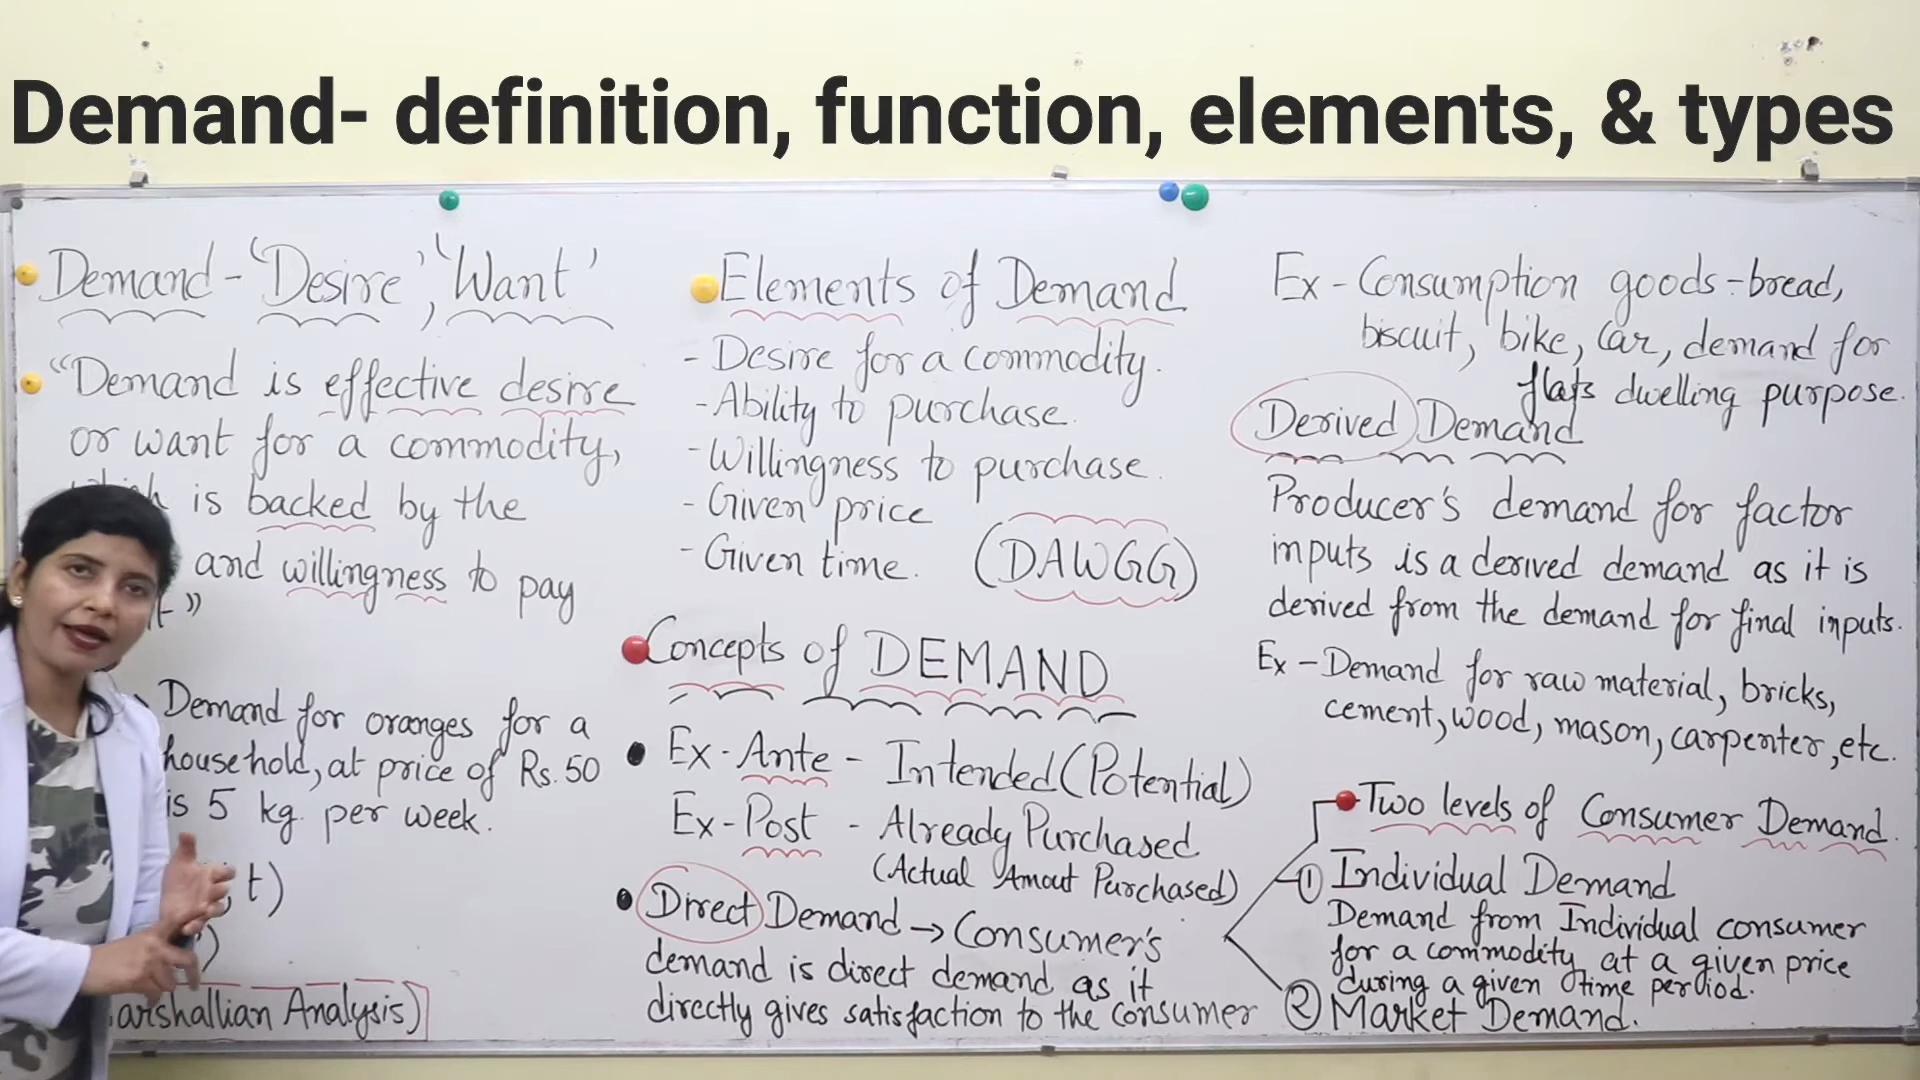 Demand- definition, function, elements, & types
Demand - 'Desire', 'Want'
"Demand is effective desire
or want for a commodity,
is backed by the
and willingness to pay
"
Demand for oranges for a
household, at price of Rs. 50
is 5 kg. per week.
t)
)
arshallian Analysis)
Elements of Demand
- Desire for a commodity.
- Ability to purchase.
- Willingness to purchase.
- Given price
- Given time. (DAWGG)
Concepts of DEMAND
Ex-Ante - Intended (Potential)
Ex-Post - Already Purchased
(Actual Amout Purchased)
Direct Demand → Consumer's
demand is direct demand as it
directly gives satisfaction to the consumer
Ex - Consumption goods - bread,
biscuit, bike, car, demand for
flats dwelling purpose.
Derived Demand
Producer's demand for factor
inputs is a derived demand as it is
derived from the demand for final inputs.
Ex - Demand for raw material, bricks,
cement, wood, mason, carpenter, etc.
Two levels of Consumer Demand.
① Individual Demand
Demand from Individual consumer
for a commodity at a given price
during a given time period.
② Market Demand.